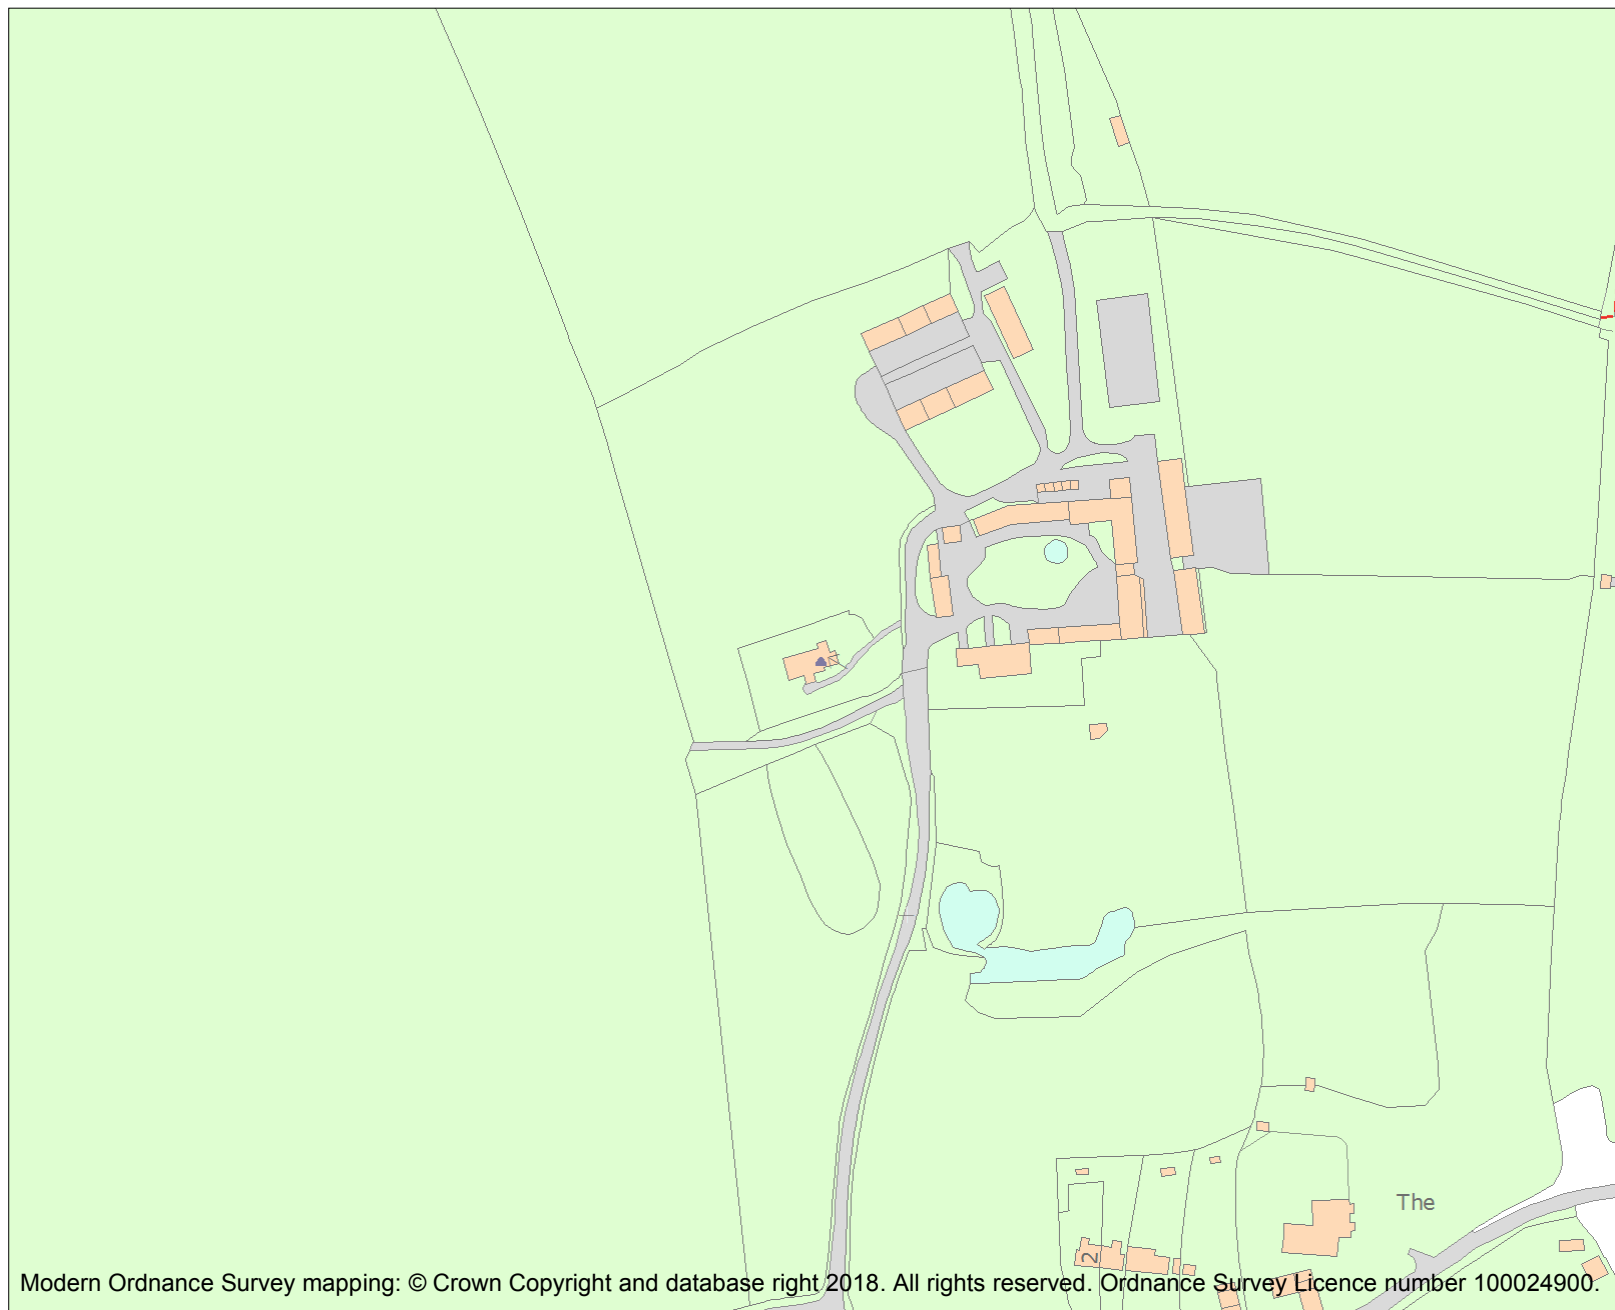 The
2
Modern Ordnance Survey mapping: © Crown Copyright and database right 2018. All rights reserved. Ordnance Survey Licence number 100024900.